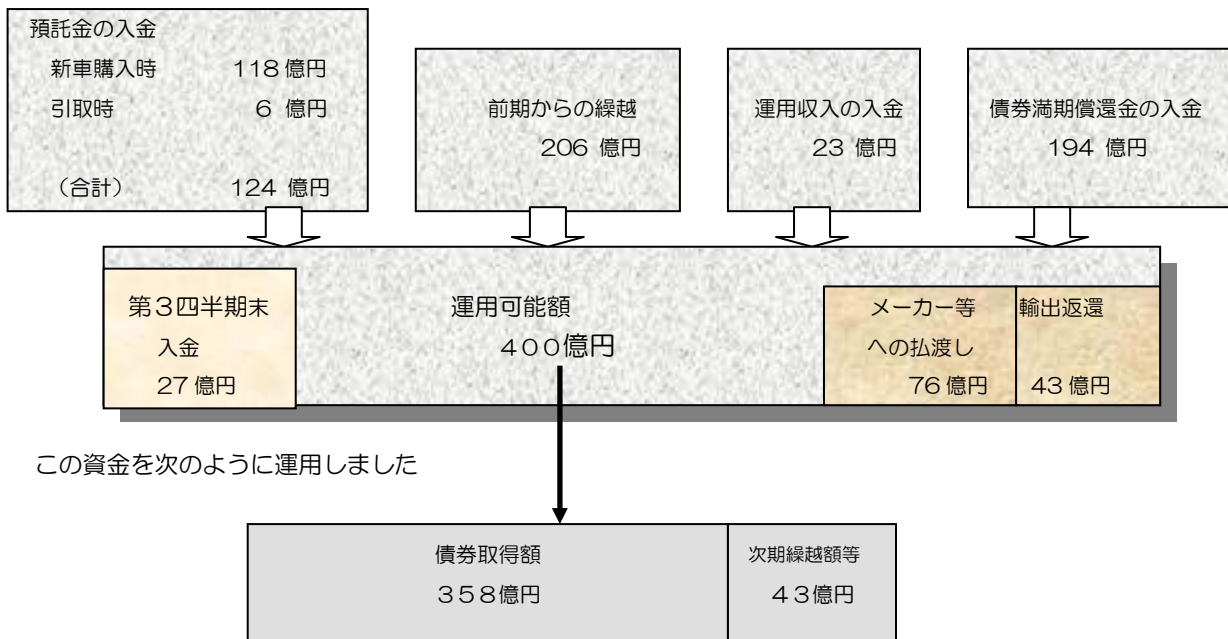 預託金の入金
新車購入時 118億円
引取時 6 億円
（合計） 124 億円
前期からの繰越
206 億円
運用収入の入金
23 億円
債券満期償還金の入金
194 億円
第３四半期末
入金
27億円
運用可能額
４００億円
メーカー等
への払渡し
76億円
輸出返還
43億円
この資金を次のように運用しました
債券取得額
３５８億円
次期繰越額等
４３億円